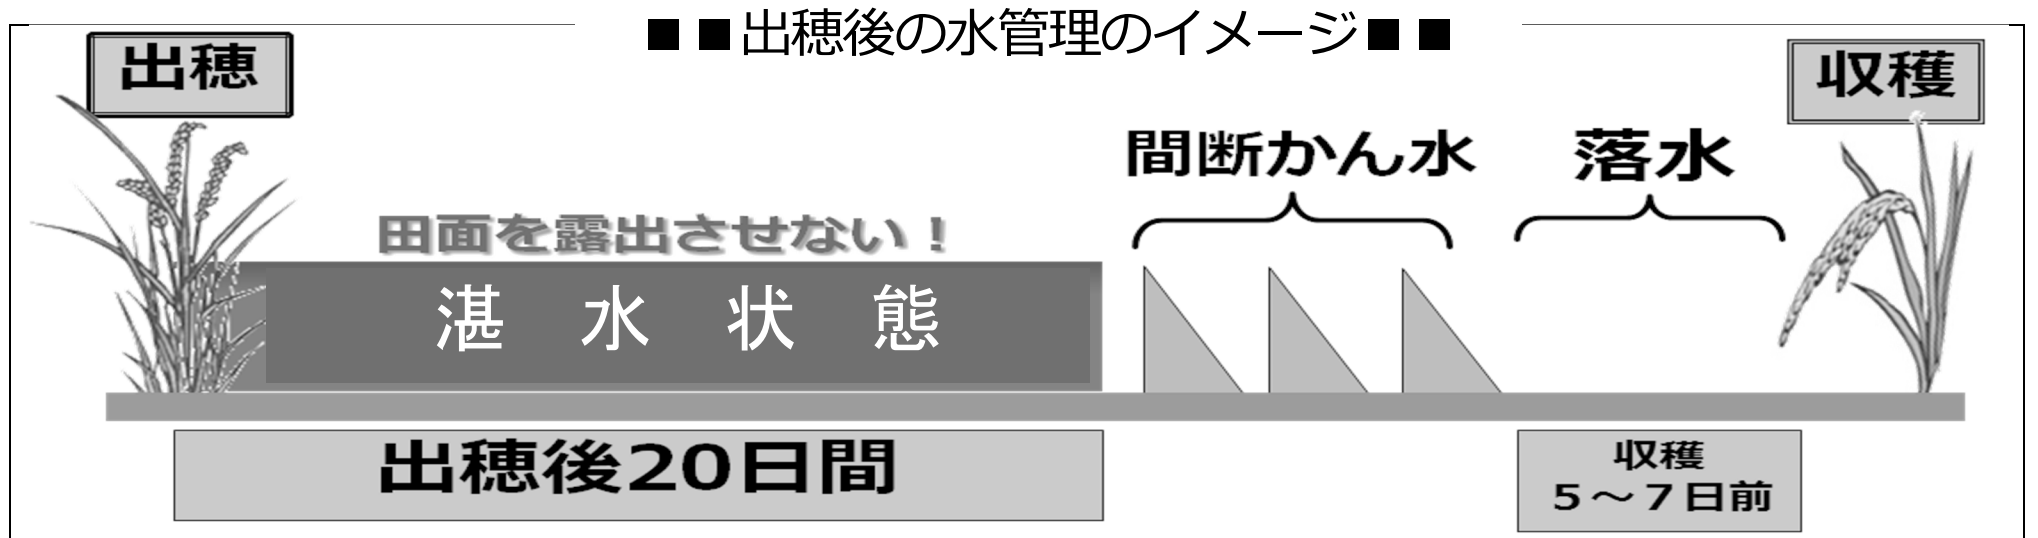 ■■出穂後の水管理のイメージ■■
出穂
収穫
間断かん水
落水
田面を露出させない！
湛水状態
出穂後20日間
収穫
５～７日前